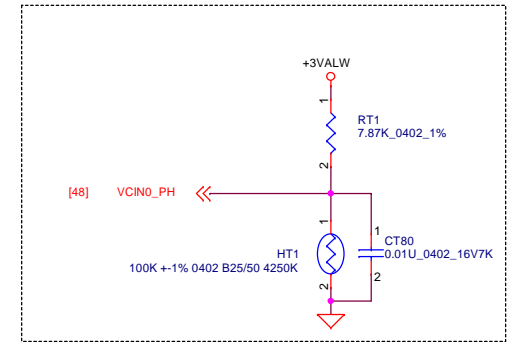 +3VALW
1
RT1
7.87K_0402_1%
2
[48] VCIN0_PH
1
1
HT1
CT80
100K +-1% 0402 B25/50 4250K
0.01U_0402_16V7K
2
2